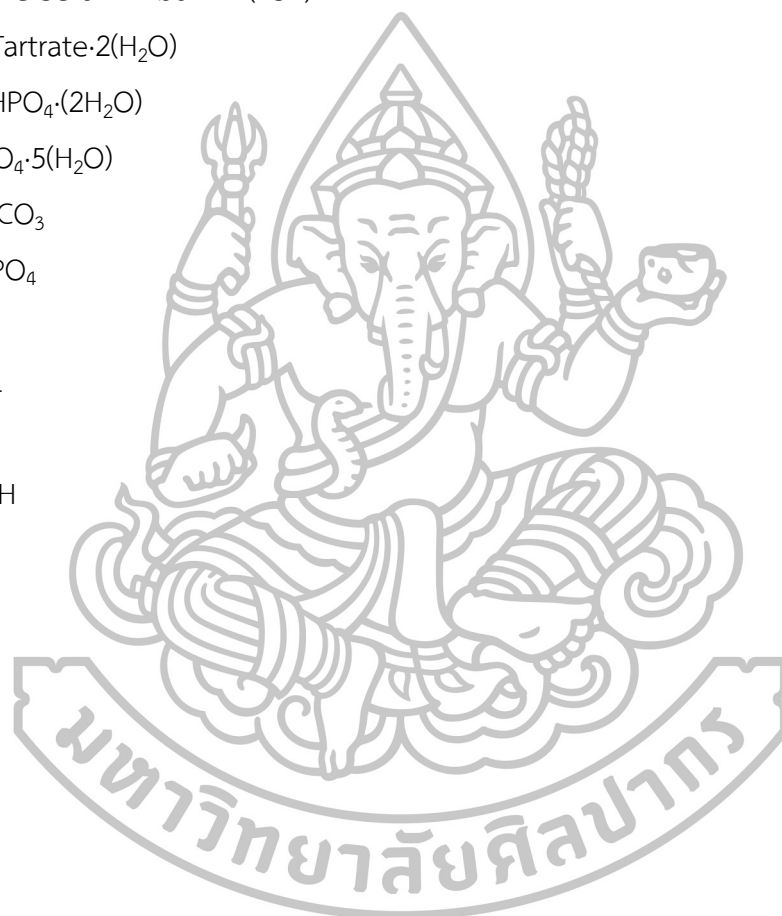 Tartrate·2(H₂O)
HPO₄·(2H₂O)
O₄·5(H₂O)
CO₃
PO₄
H
มหาวิทยาลัยศิลปากร